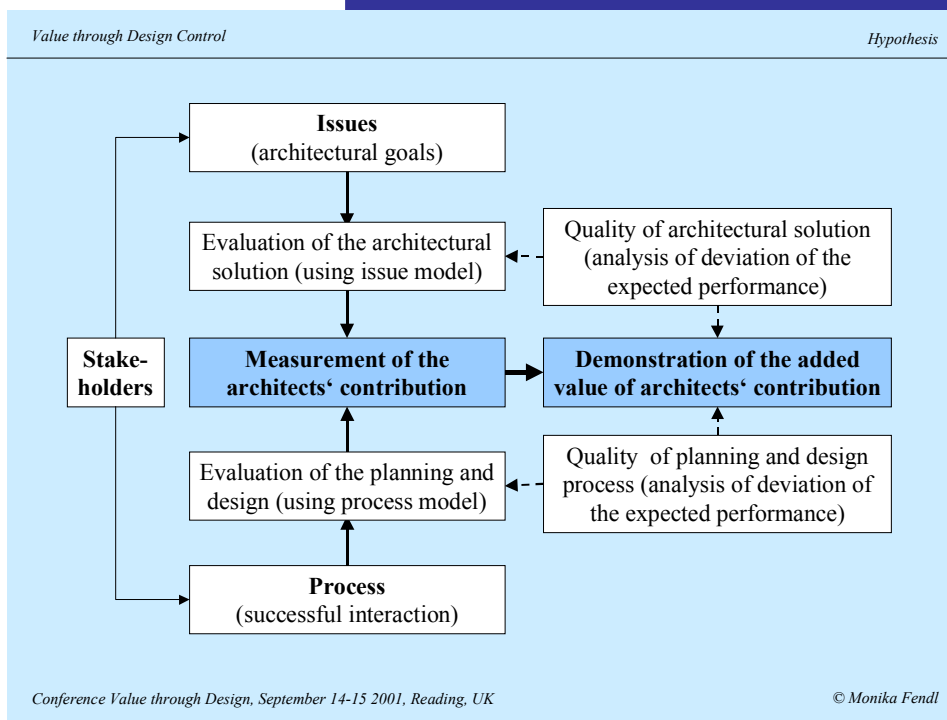 Value through Design Control
Hypothesis
Issues
(architectural goals)
Evaluation of the architectural
solution (using issue model)
Quality of architectural solution
(analysis of deviation of the
expected performance)
Stake-
holders
Measurement of the
architects‘ contribution
Demonstration of the added
value of architects‘ contribution
Evaluation of the planning and
design (using process model)
Quality of planning and design
process (analysis of deviation of
the expected performance)
Process
(successful interaction)
Conference Value through Design, September 14-15 2001, Reading, UK
© Monika Fendl